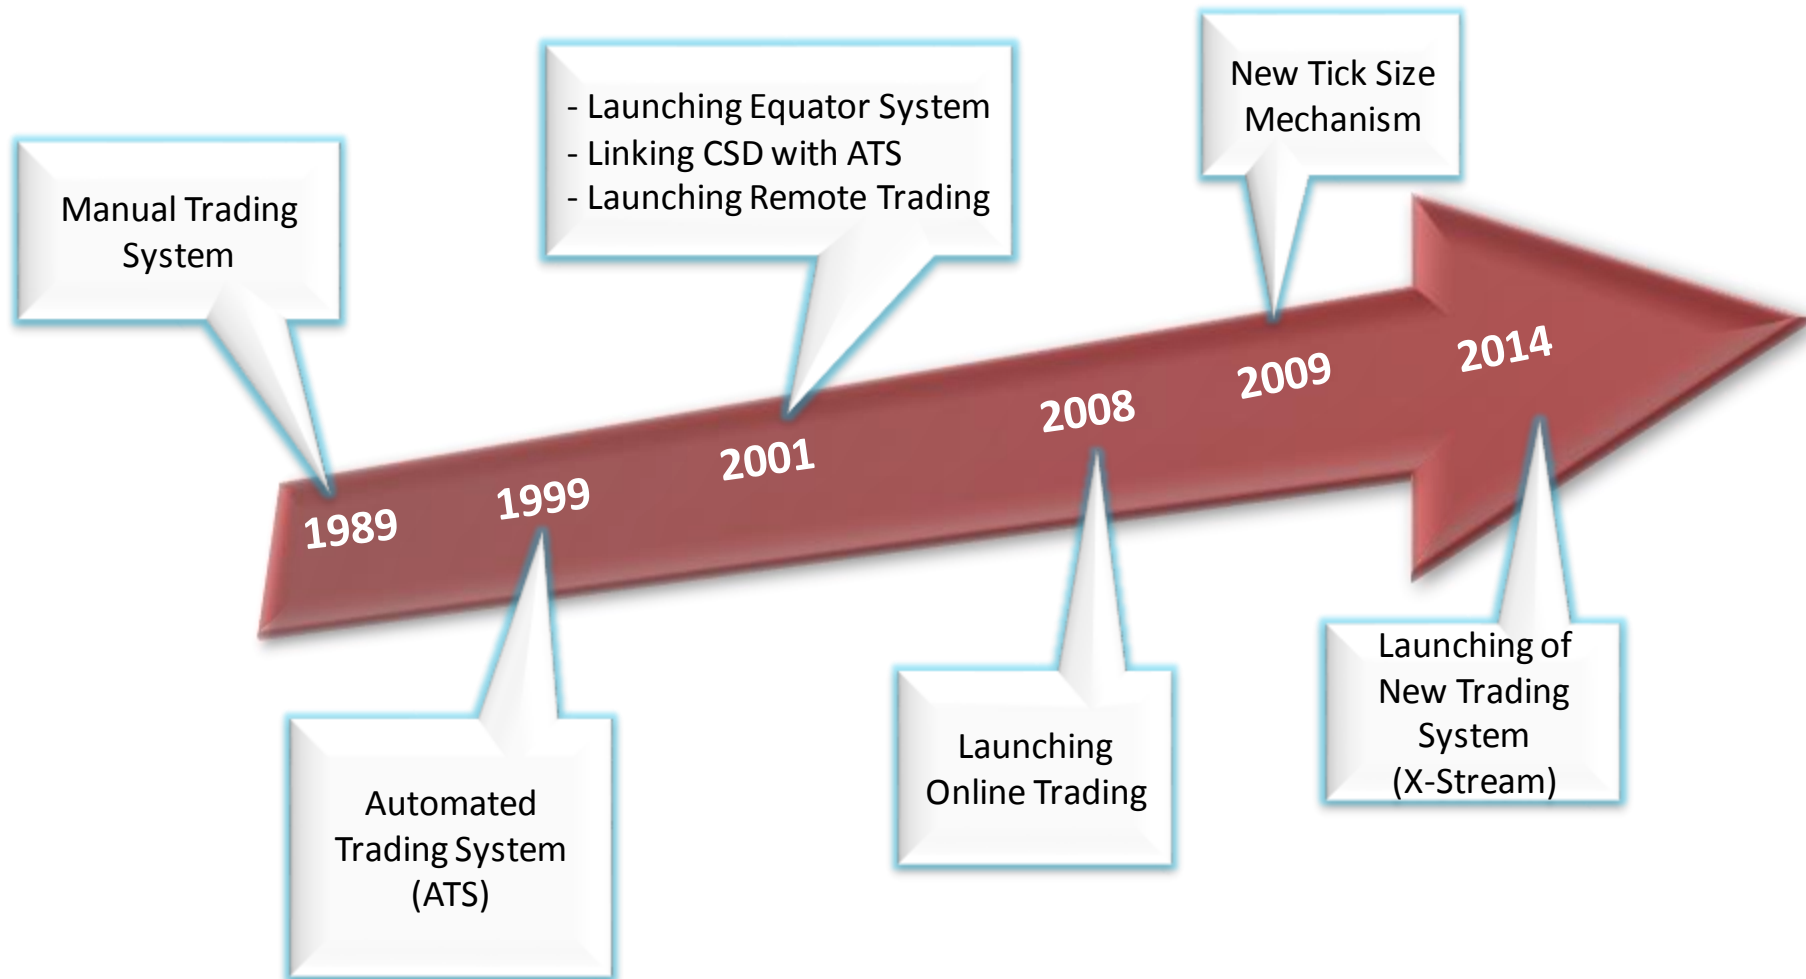 Manual Trading
System
- Launching Equator System
- Linking CSD with ATS
- Launching Remote Trading
New Tick Size
Mechanism
1989
1999
2001
2008
2009
2014
Automated
Trading System
(ATS)
Launching
Online Trading
Launching of
New Trading
System
(X-Stream)